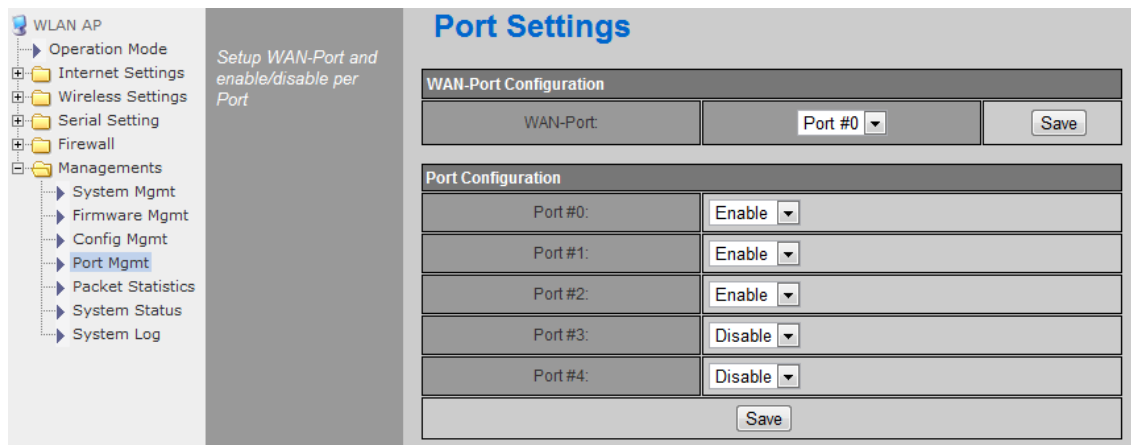 WLAN AP
Operation Mode
Internet Settings
Wireless Settings
Serial Setting
Firewall
Managements
System Mgmt
Firmware Mgmt
Config Mgmt
Port Mgmt
Packet Statistics
System Status
System Log
Setup WAN-Port and
enable/disable per
Port
Port Settings
WAN-Port Configuration
WAN-Port: Port #0 Save
Port Configuration
Port #0: Enable
Port #1: Enable
Port #2: Enable
Port #3: Disable
Port #4: Disable
Save